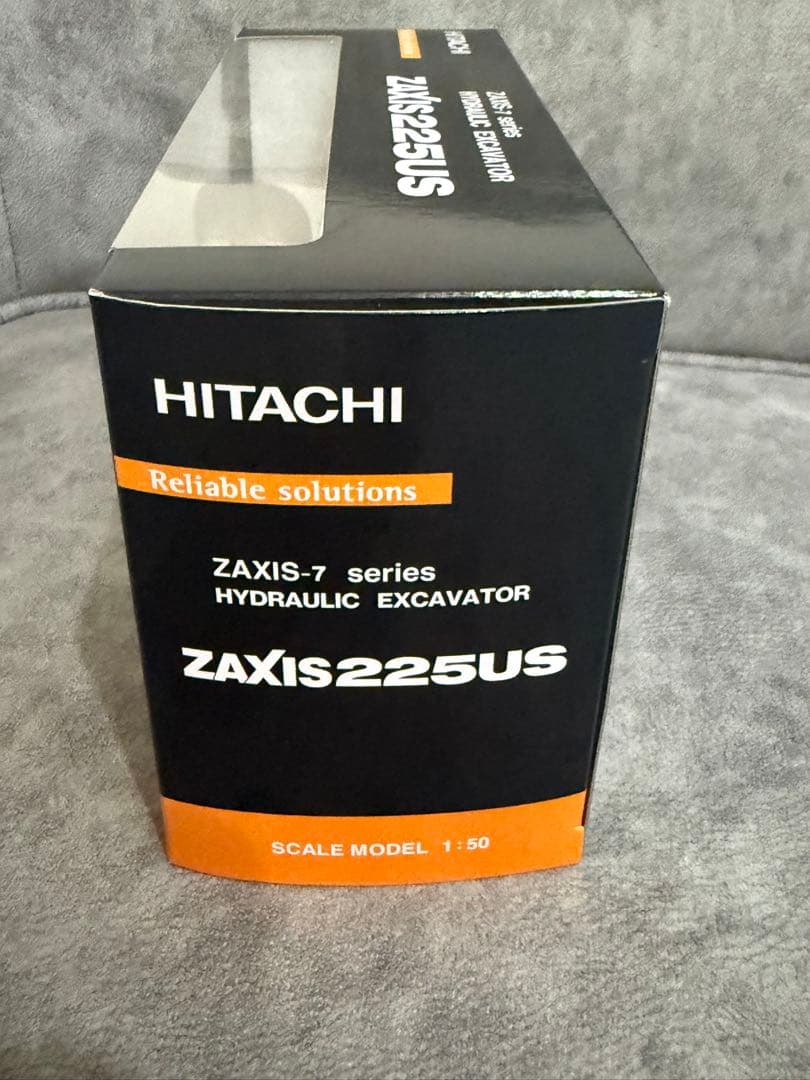 HITACHI
ZAXIS-7 series
HYDRAULIC EXCAVATOR
ZAXIS225US
HITACHI
Reliable solutions
ZAXIS-7 series
HYDRAULIC EXCAVATOR
ZAXIS225US
SCALE MODEL 1:50